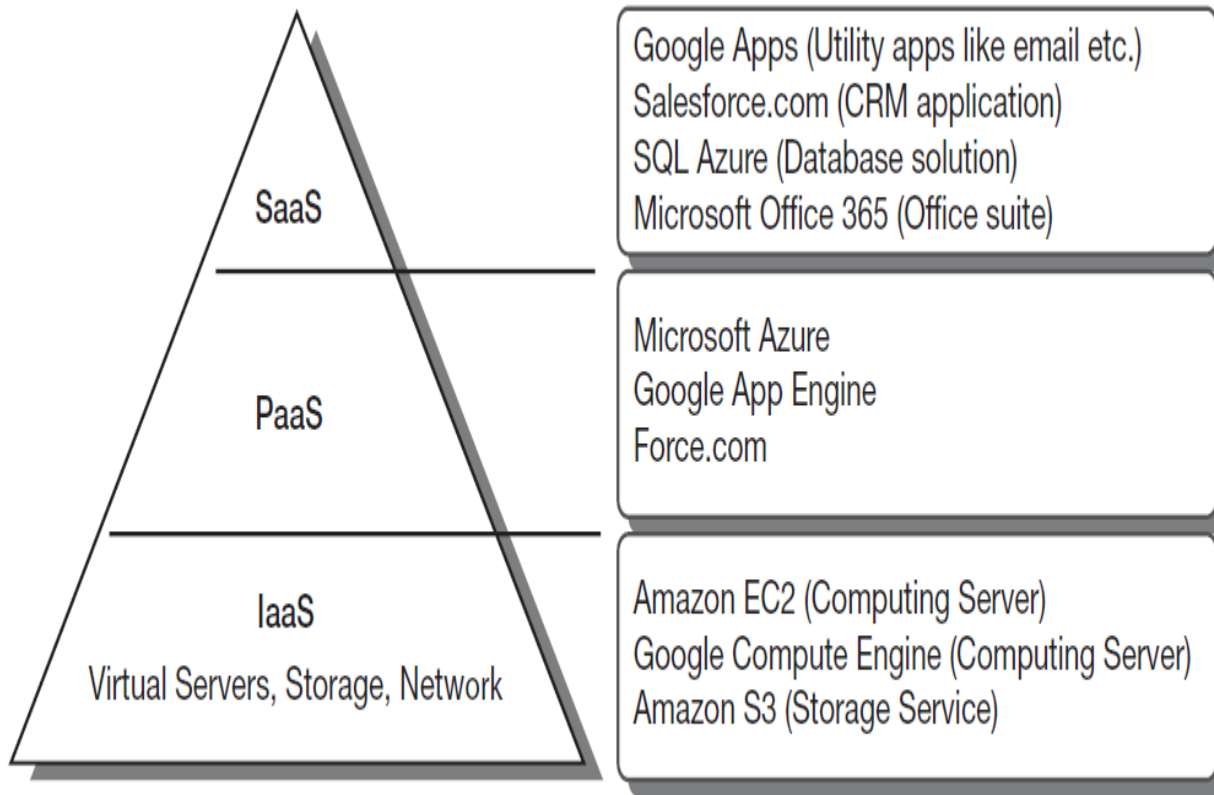 SaaS
Google Apps (Utility apps like email etc.)
Salesforce.com (CRM application)
SQL Azure (Database solution)
Microsoft Office 365 (Office suite)
PaaS
Microsoft Azure
Google App Engine
Force.com
IaaS
Virtual Servers, Storage, Network
Amazon EC2 (Computing Server)
Google Compute Engine (Computing Server)
Amazon S3 (Storage Service)